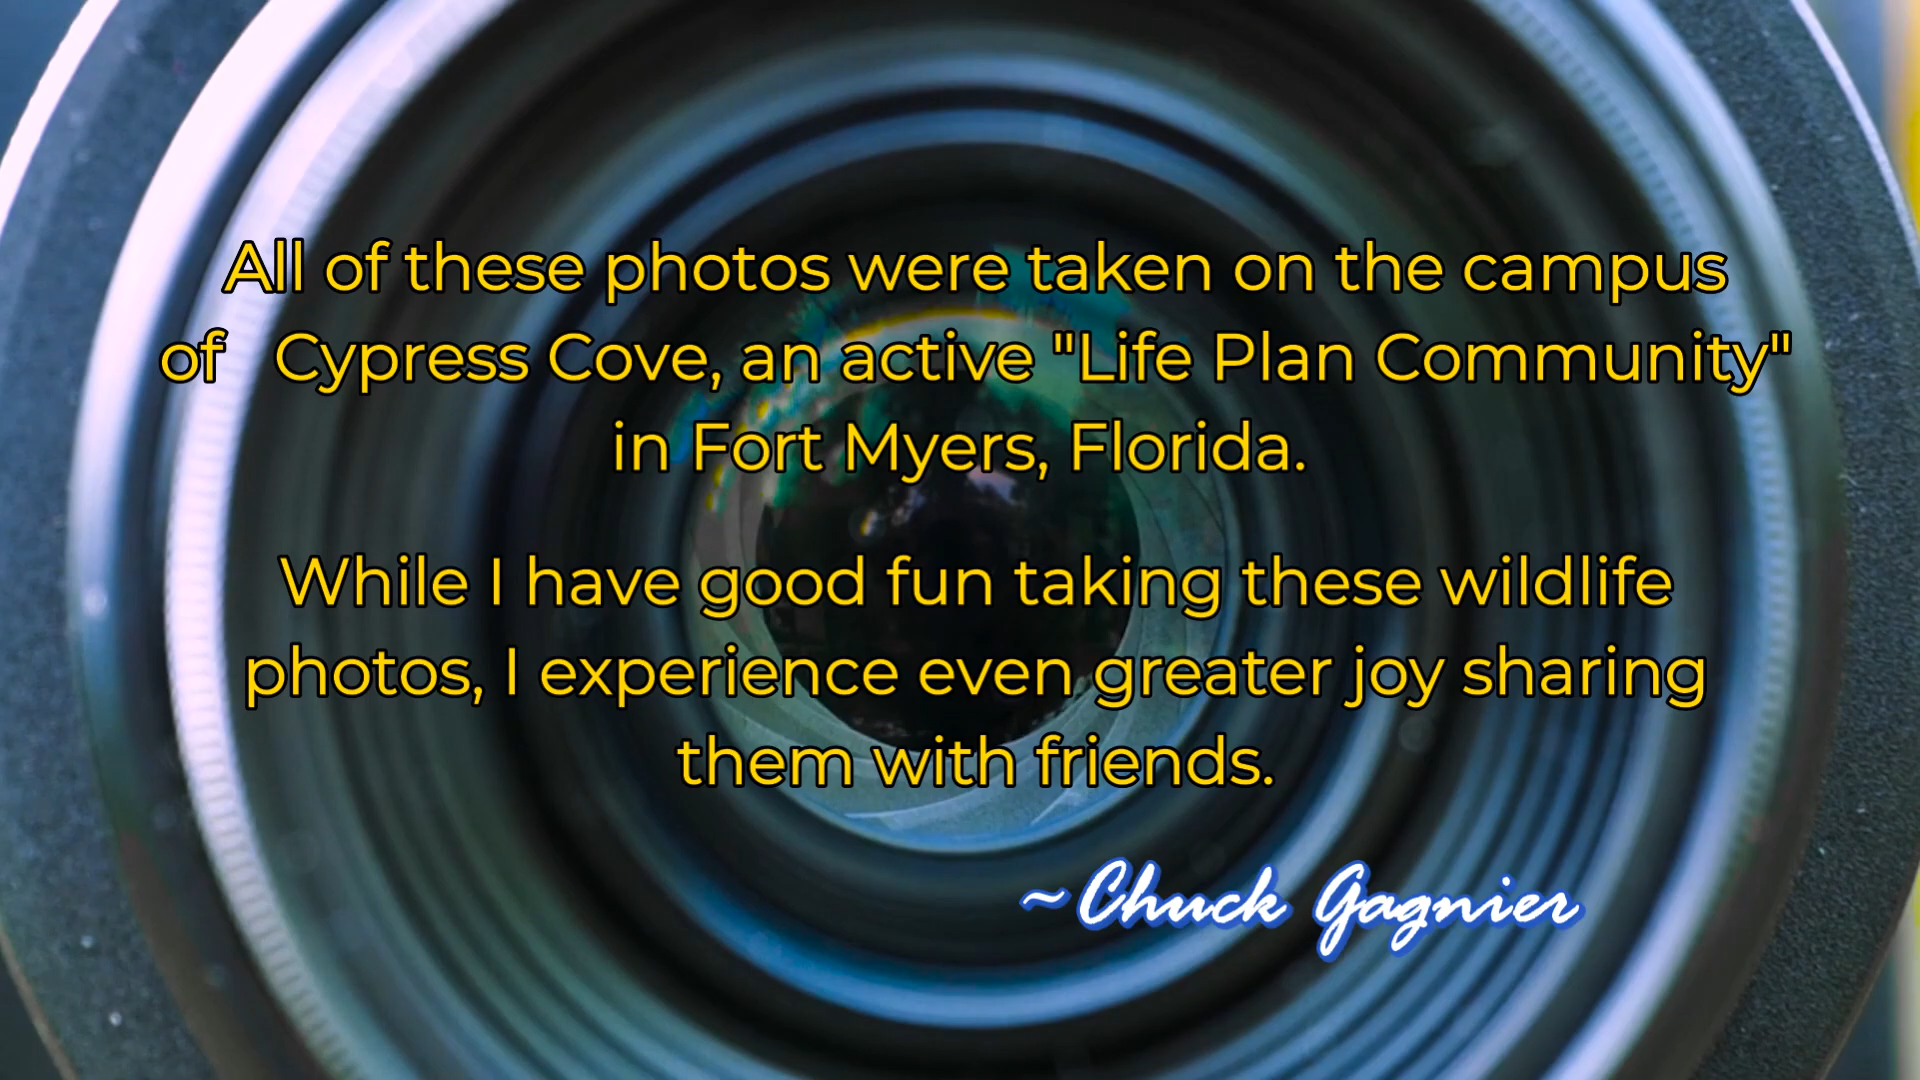 All of these photos were taken on the campus
of   Cypress Cove, an active "Life Plan Community"
in Fort Myers, Florida.
While I have good fun taking these wildlife
photos, I experience even greater joy sharing
them with friends.
~Chuck Gagnier